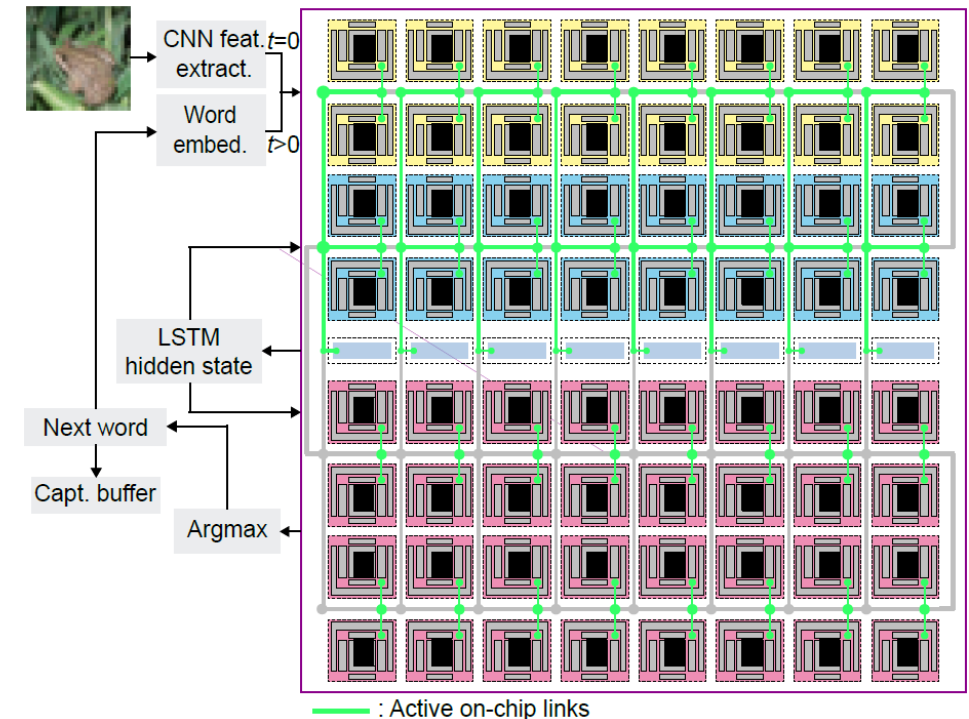 CNN feat.
extract.
t=0
Word
embed.
t>0
LSTM
hidden state
Next word
Capt. buffer
Argmax
: Active on-chip links